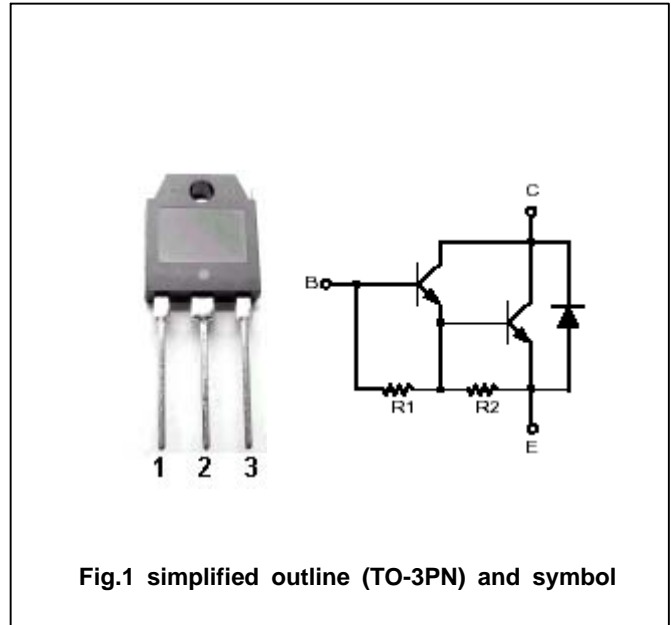 C
B
R1 R2
E
1 2 3
Fig.1 simplified outline (TO-3PN) and symbol